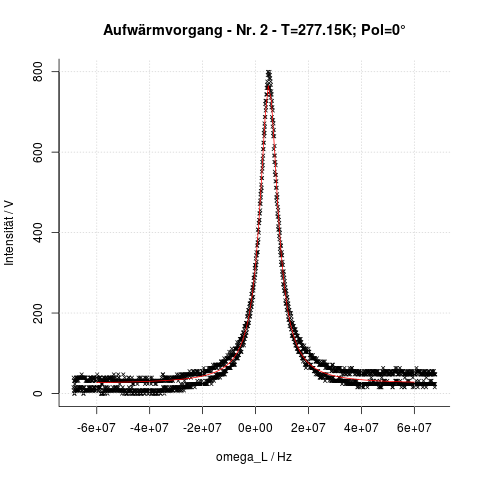 Aufwärmvorgang - Nr. 2 - T=277.15K; Pol=0°
Intensität / V
800
600
400
200
0
-6e+07 -4e+07 -2e+07 0e+00 2e+07 4e+07 6e+07
omega_L / Hz